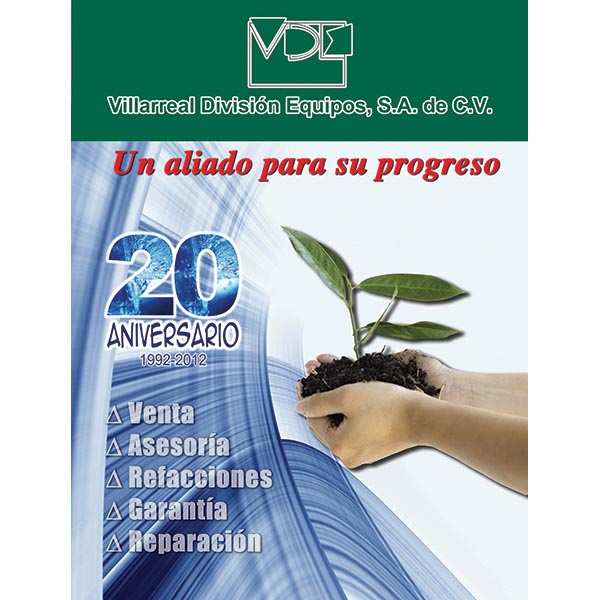 VDE
Villarreal División Equipos, S.A. de C.V.
Un aliado para su progreso
20
ANIVERSARIO
1992-2012
Δ Venta
Δ Asesoría
Δ Refacciones
Δ Garantía
Δ Reparación